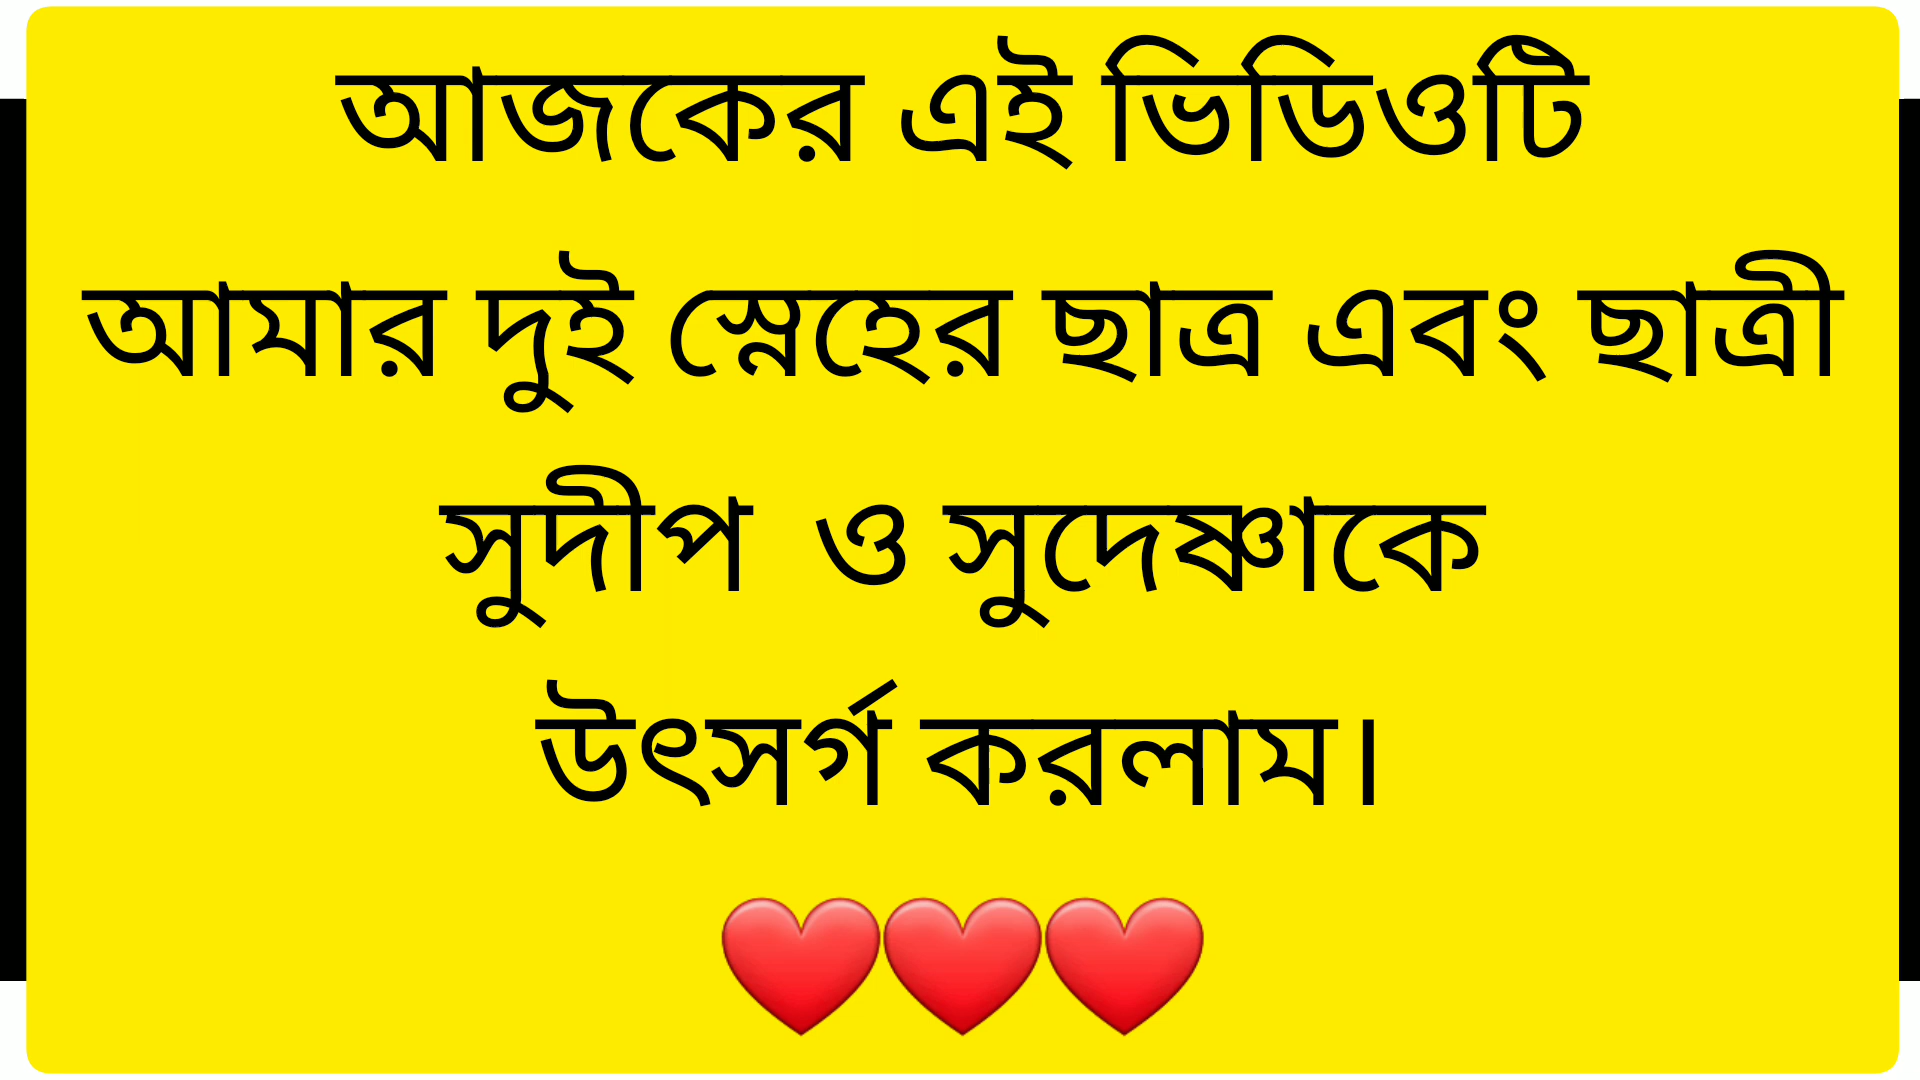 আজকের এই ভিডিওটি
আমার দুই স্নেহের ছাত্র এবং ছাত্রী
সুদীপ ও সুদেষ্ণাকে
উৎসর্গ করলাম।
❤️❤️❤️